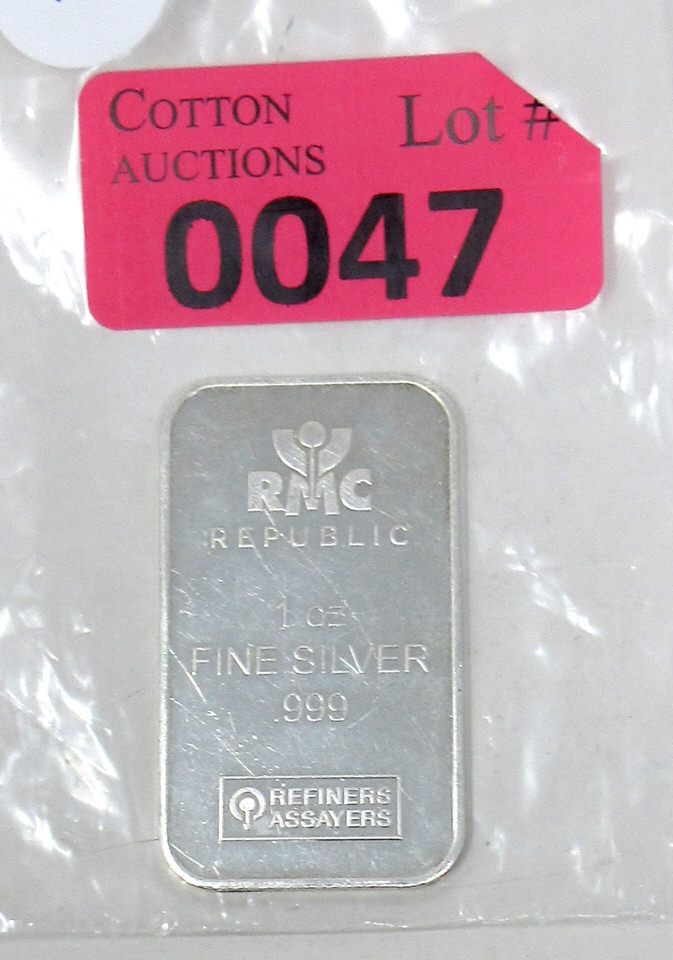 COTTON
AUCTIONS
Lot #
0047
RMC
REPUBLIC
1 oz
FINE SILVER
.999
REFINERS
ASSAYERS